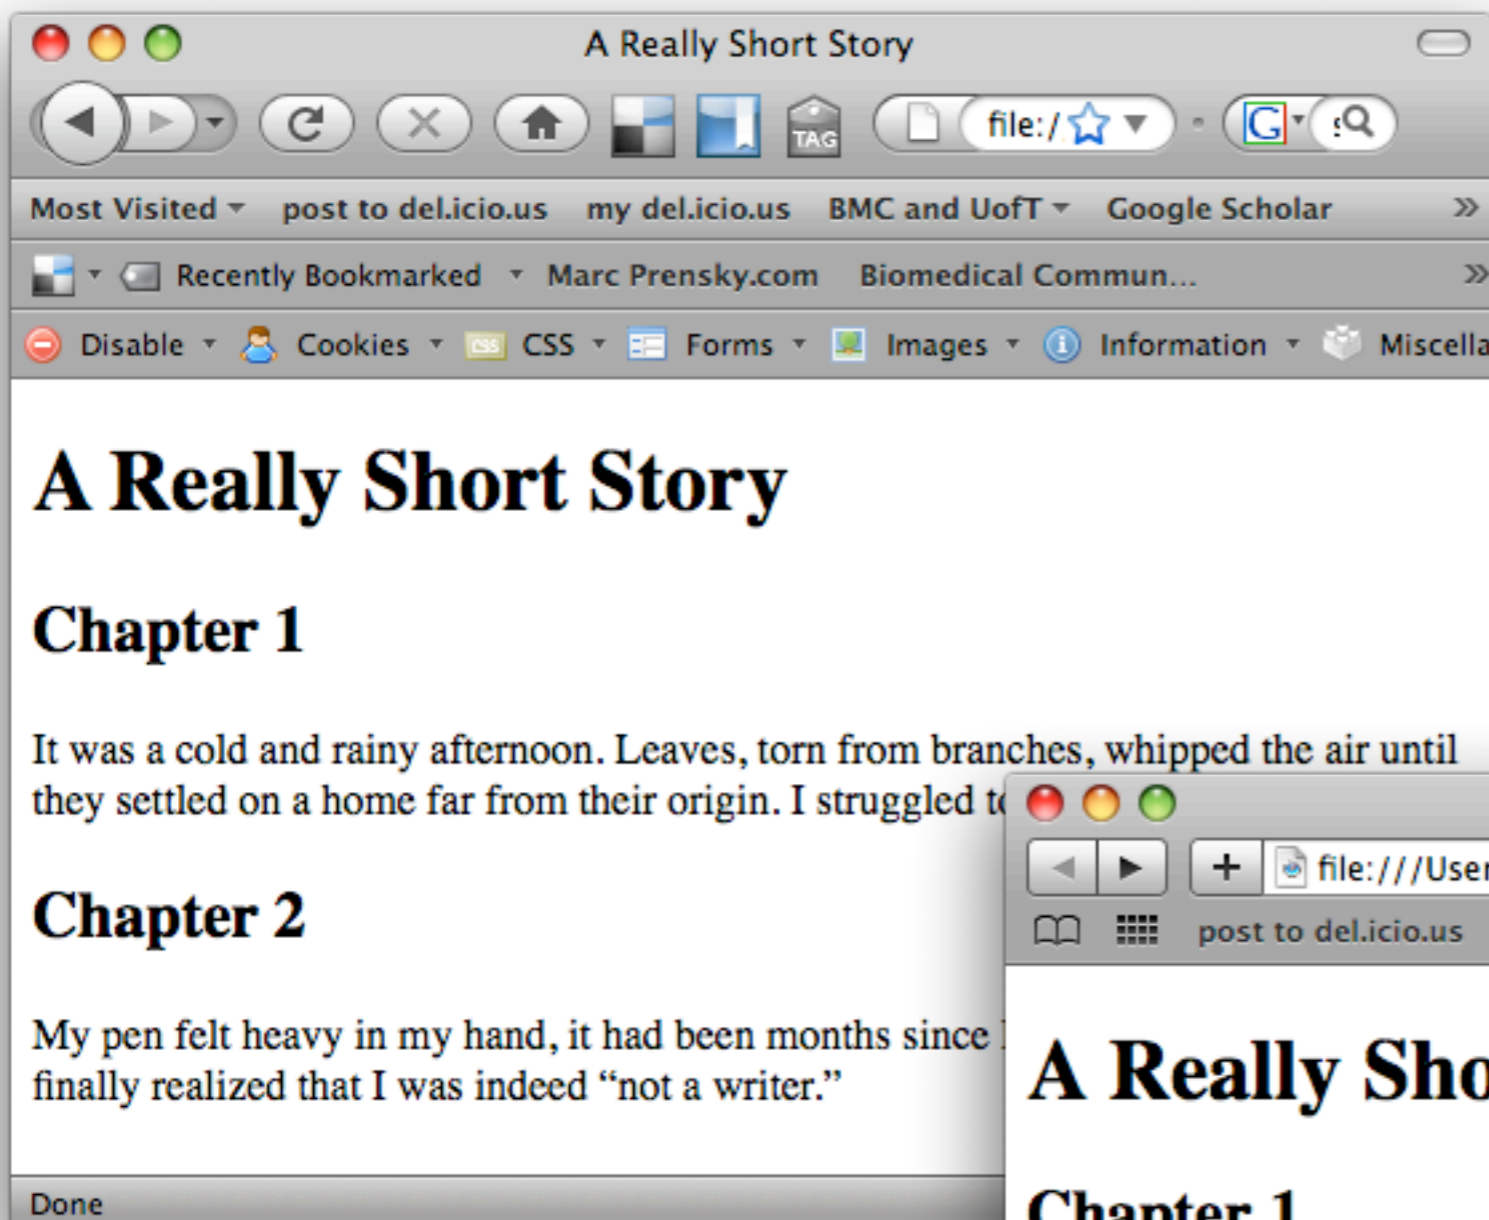 A Really Short Story
TAG
file:/
G
Most Visited post to del.icio.us my del.icio.us BMC and UofT Google Scholar »
Recently Bookmarked Marc Prensky.com Biomedical Commun... »
Disable Cookies CSS CSS Forms Images Information Miscella
A Really Short Story
Chapter 1
It was a cold and rainy afternoon. Leaves, torn from branches, whipped the air until
they settled on a home far from their origin. I struggled
Chapter 2
My pen felt heavy in my hand, it had been months since
finally realized that I was indeed “not a writer.”
Done
file:///User
post to del.icio.us
A Really Sho
Chapter 1